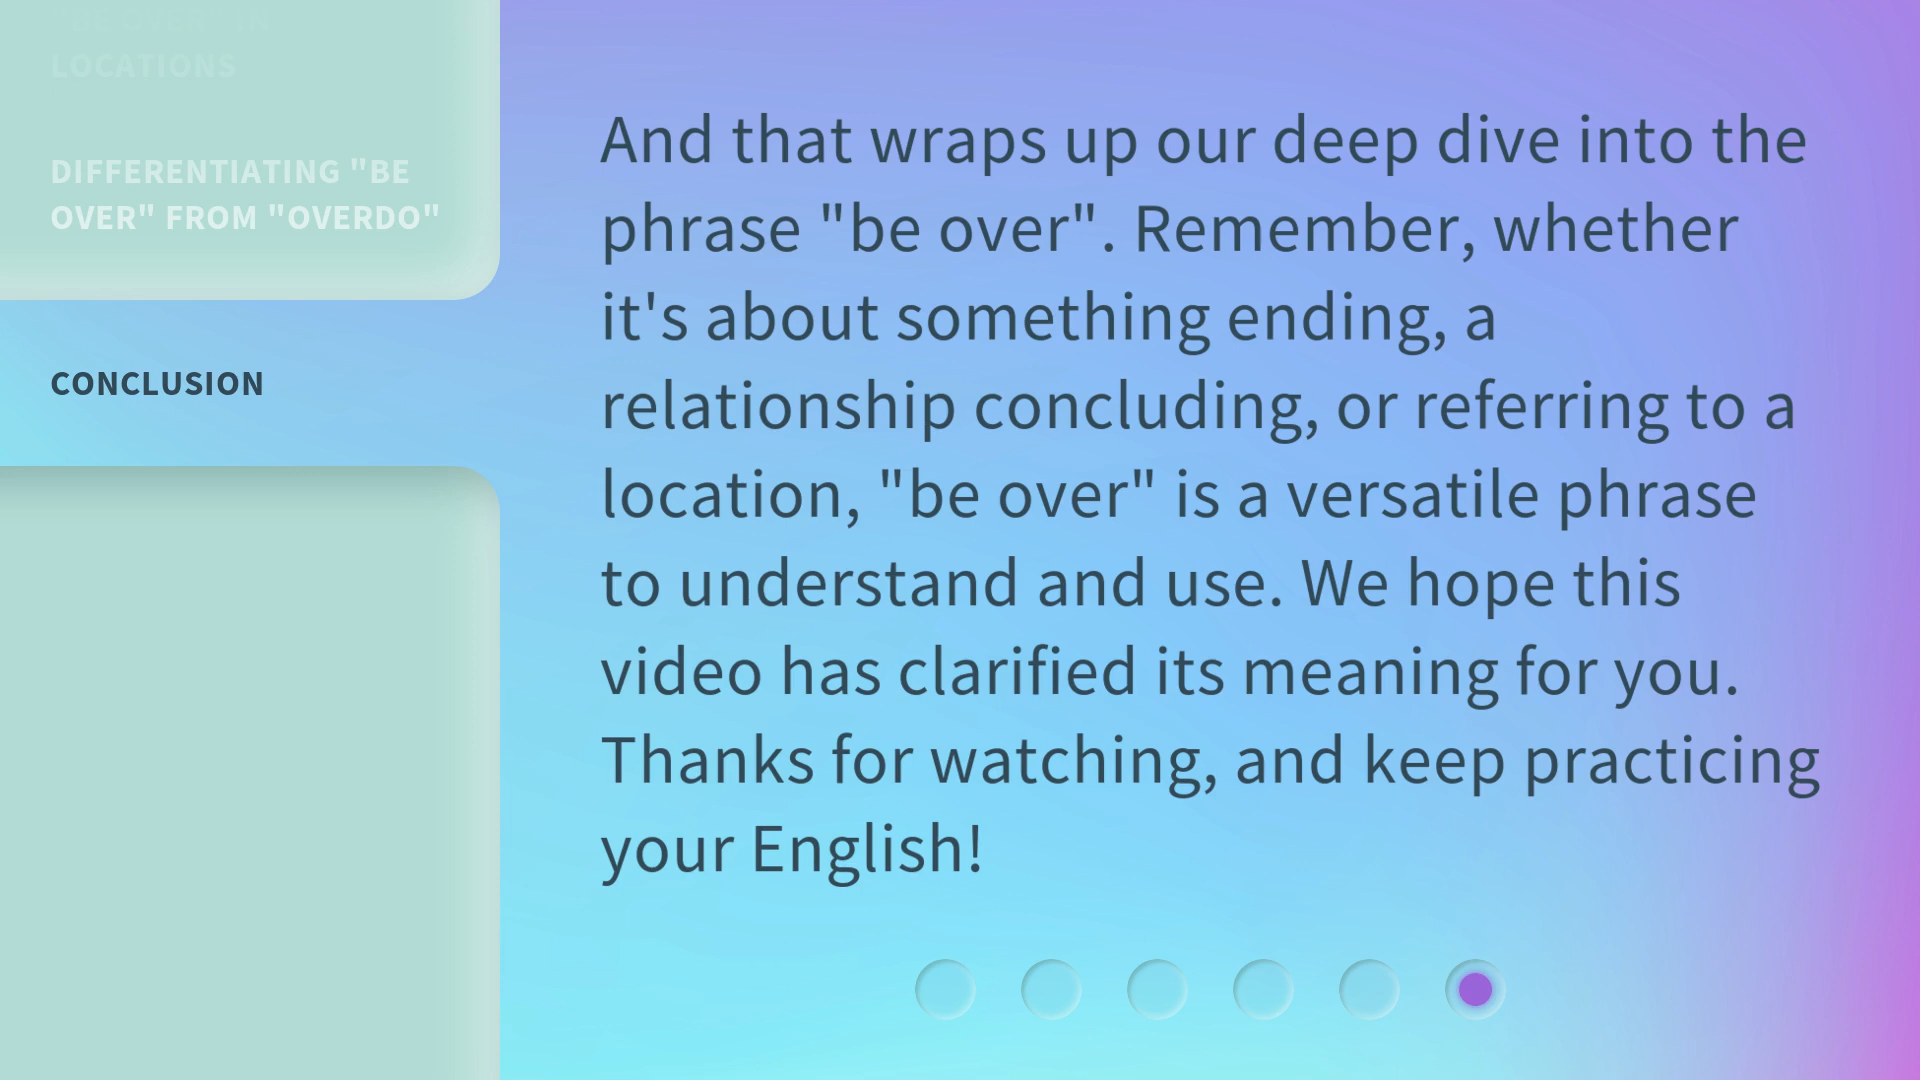 "BE OVER" IN
LOCATIONS
DIFFERENTIATING "BE
OVER" FROM "OVERDO"
CONCLUSION
And that wraps up our deep dive into the
phrase "be over". Remember, whether
it's about something ending, a
relationship concluding, or referring to a
location, "be over" is a versatile phrase
to understand and use. We hope this
video has clarified its meaning for you.
Thanks for watching, and keep practicing
your English!